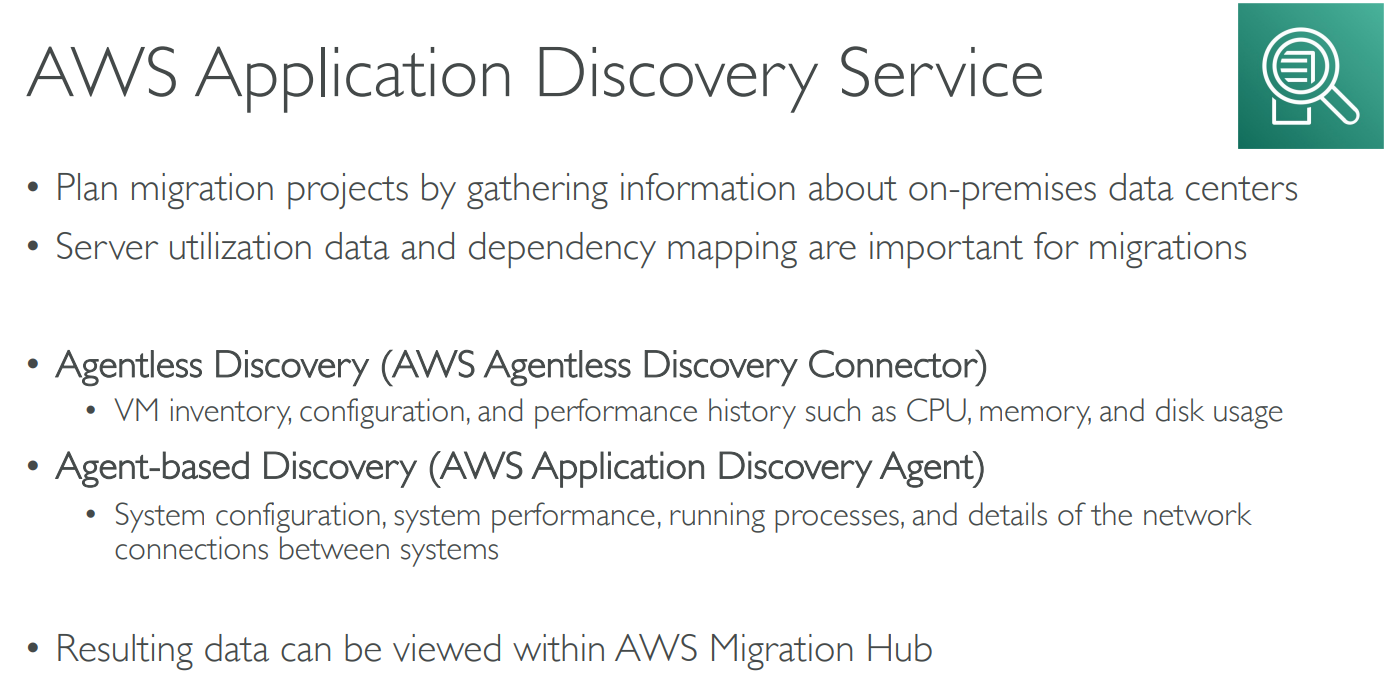 AWS Application Discovery Service
• Plan migration projects by gathering information about on-premises data centers
• Server utilization data and dependency mapping are important for migrations
• Agentless Discovery (AWS Agentless Discovery Connector)
• VM inventory, configuration, and performance history such as CPU, memory, and disk usage
• Agent-based Discovery (AWS Application Discovery Agent)
• System configuration, system performance, running processes, and details of the network
connections between systems
• Resulting data can be viewed within AWS Migration Hub